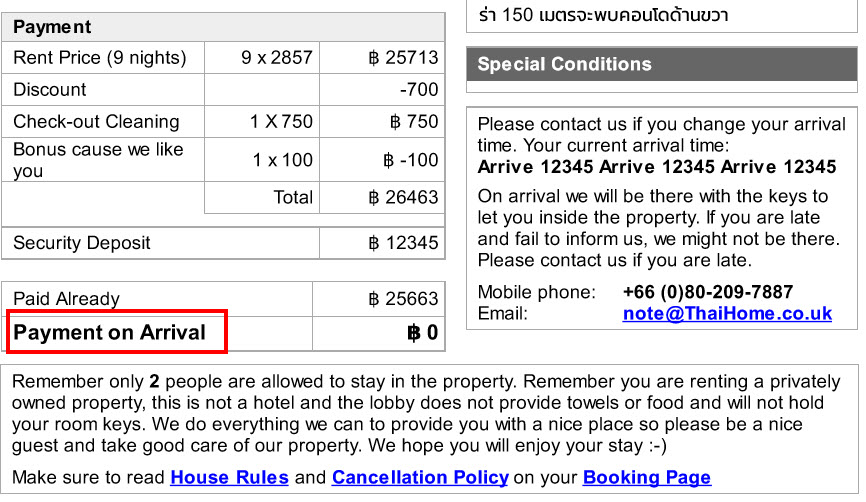 Payment
Rent Price (9 nights) 9 x 2857 ฿ 25713
Discount -700
Check-out Cleaning 1 X 750 ฿ 750
Bonus cause we like
you 1 x 100 ฿ -100
Total ฿ 26463
Security Deposit ฿ 12345
Paid Already ฿ 25663
Payment on Arrival ฿ 0
ร่า 150 เมตรจะพบคอนโดด้านขวา
Special Conditions
Please contact us if you change your arrival
time. Your current arrival time:
Arrive 12345 Arrive 12345 Arrive 12345
On arrival we will be there with the keys to
let you inside the property. If you are late
and fail to inform us, we might not be there.
Please contact us if you are late.
Mobile phone: +66 (0)80-209-7887
Email: note@ThaiHome.co.uk
Remember only 2 people are allowed to stay in the property. Remember you are renting a privately
owned property, this is not a hotel and the lobby does not provide towels or food and will not hold
your room keys. We do everything we can to provide you with a nice place so please be a nice
guest and take good care of our property. We hope you will enjoy your stay :-)
Make sure to read House Rules and Cancellation Policy on your Booking Page